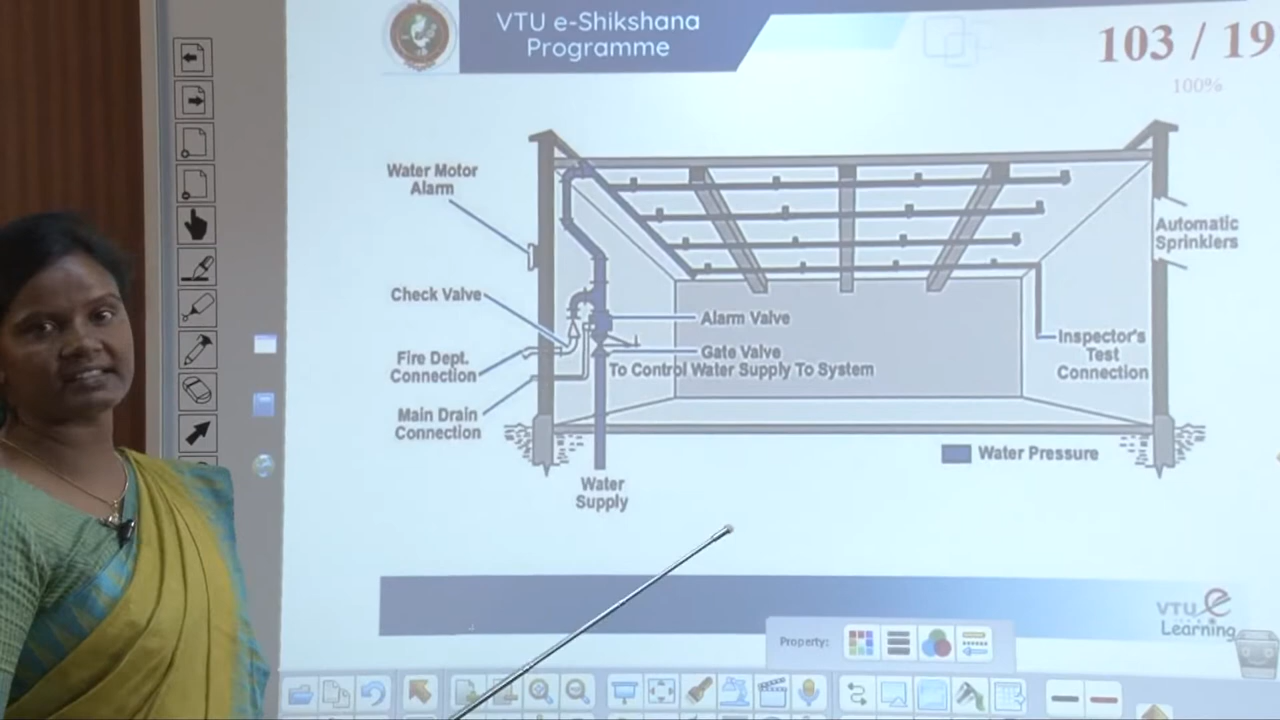 VTU e-Shikshana
Programme
103 / 19
100%
Water Motor
Alarm
Automatic
Sprinklers
Check Valve
Alarm Valve
Inspector's
Test
Connection
Gate Valve
To Control Water Supply To System
Fire Dept.
Connection
Main Drain
Connection
Water Pressure
Water
Supply
VTU e
Learning
Property: